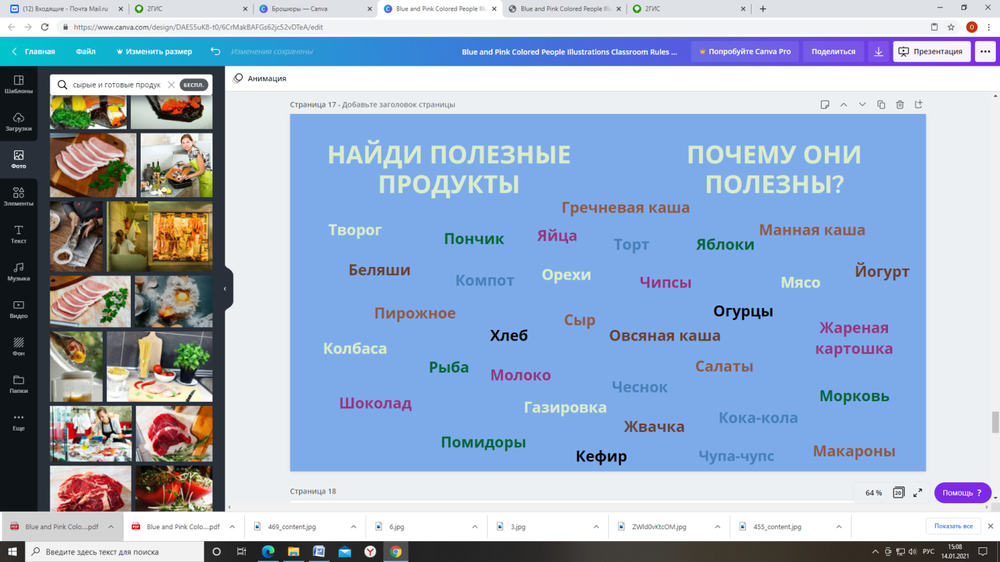 (12) Входящие - Почта Mail.ru
2ГИС
Брошюры — Canva
Blue and Pink Colored People Illu
Blue and Pink Colored People Illu
2ГИС
https://www.canva.com/design/DAES5uK8-t0/6CrMakBAFGs62jc52vDTeA/edit
O
Главная
Файл
Изменить размер
Изменения сохранены
Blue and Pink Colored People Illustrations Classroom Rules ...
Попробуйте Canva Pro
Поделиться
Презентация
Шаблоны
Загрузки
Фото
Элементы
Текст
Музыка
Видео
Фон
Папки
Еще
сырые и готовые продук
БЕСПЛ.
Анимация
Страница 17 - Добавьте заголовок страницы
НАЙДИ ПОЛЕЗНЫЕ
ПРОДУКТЫ
ПОЧЕМУ ОНИ
ПОЛЕЗНЫ?
Гречневая каша
Творог
Пончик
Яйца
Торт
Яблоки
Манная каша
Беляши
Компот
Орехи
Чипсы
Мясо
Йогурт
Пирожное
Сыр
Огурцы
Хлеб
Овсяная каша
Жареная
картошка
Колбаса
Рыба
Молоко
Салаты
Чеснок
Шоколад
Газировка
Морковь
Жвачка
Кока-кола
Помидоры
Кефир
Чупа-чупс
Макароны
Страница 18
64 %
20
Помощь ?
Blue and Pink Colo....pdf
Blue and Pink Colo....pdf
469_content.jpg
6.jpg
3.jpg
ZWld0vKtcOM.jpg
455_content.jpg
Показать все
Введите здесь текст для поиска
РУС
15:08
14.01.2021